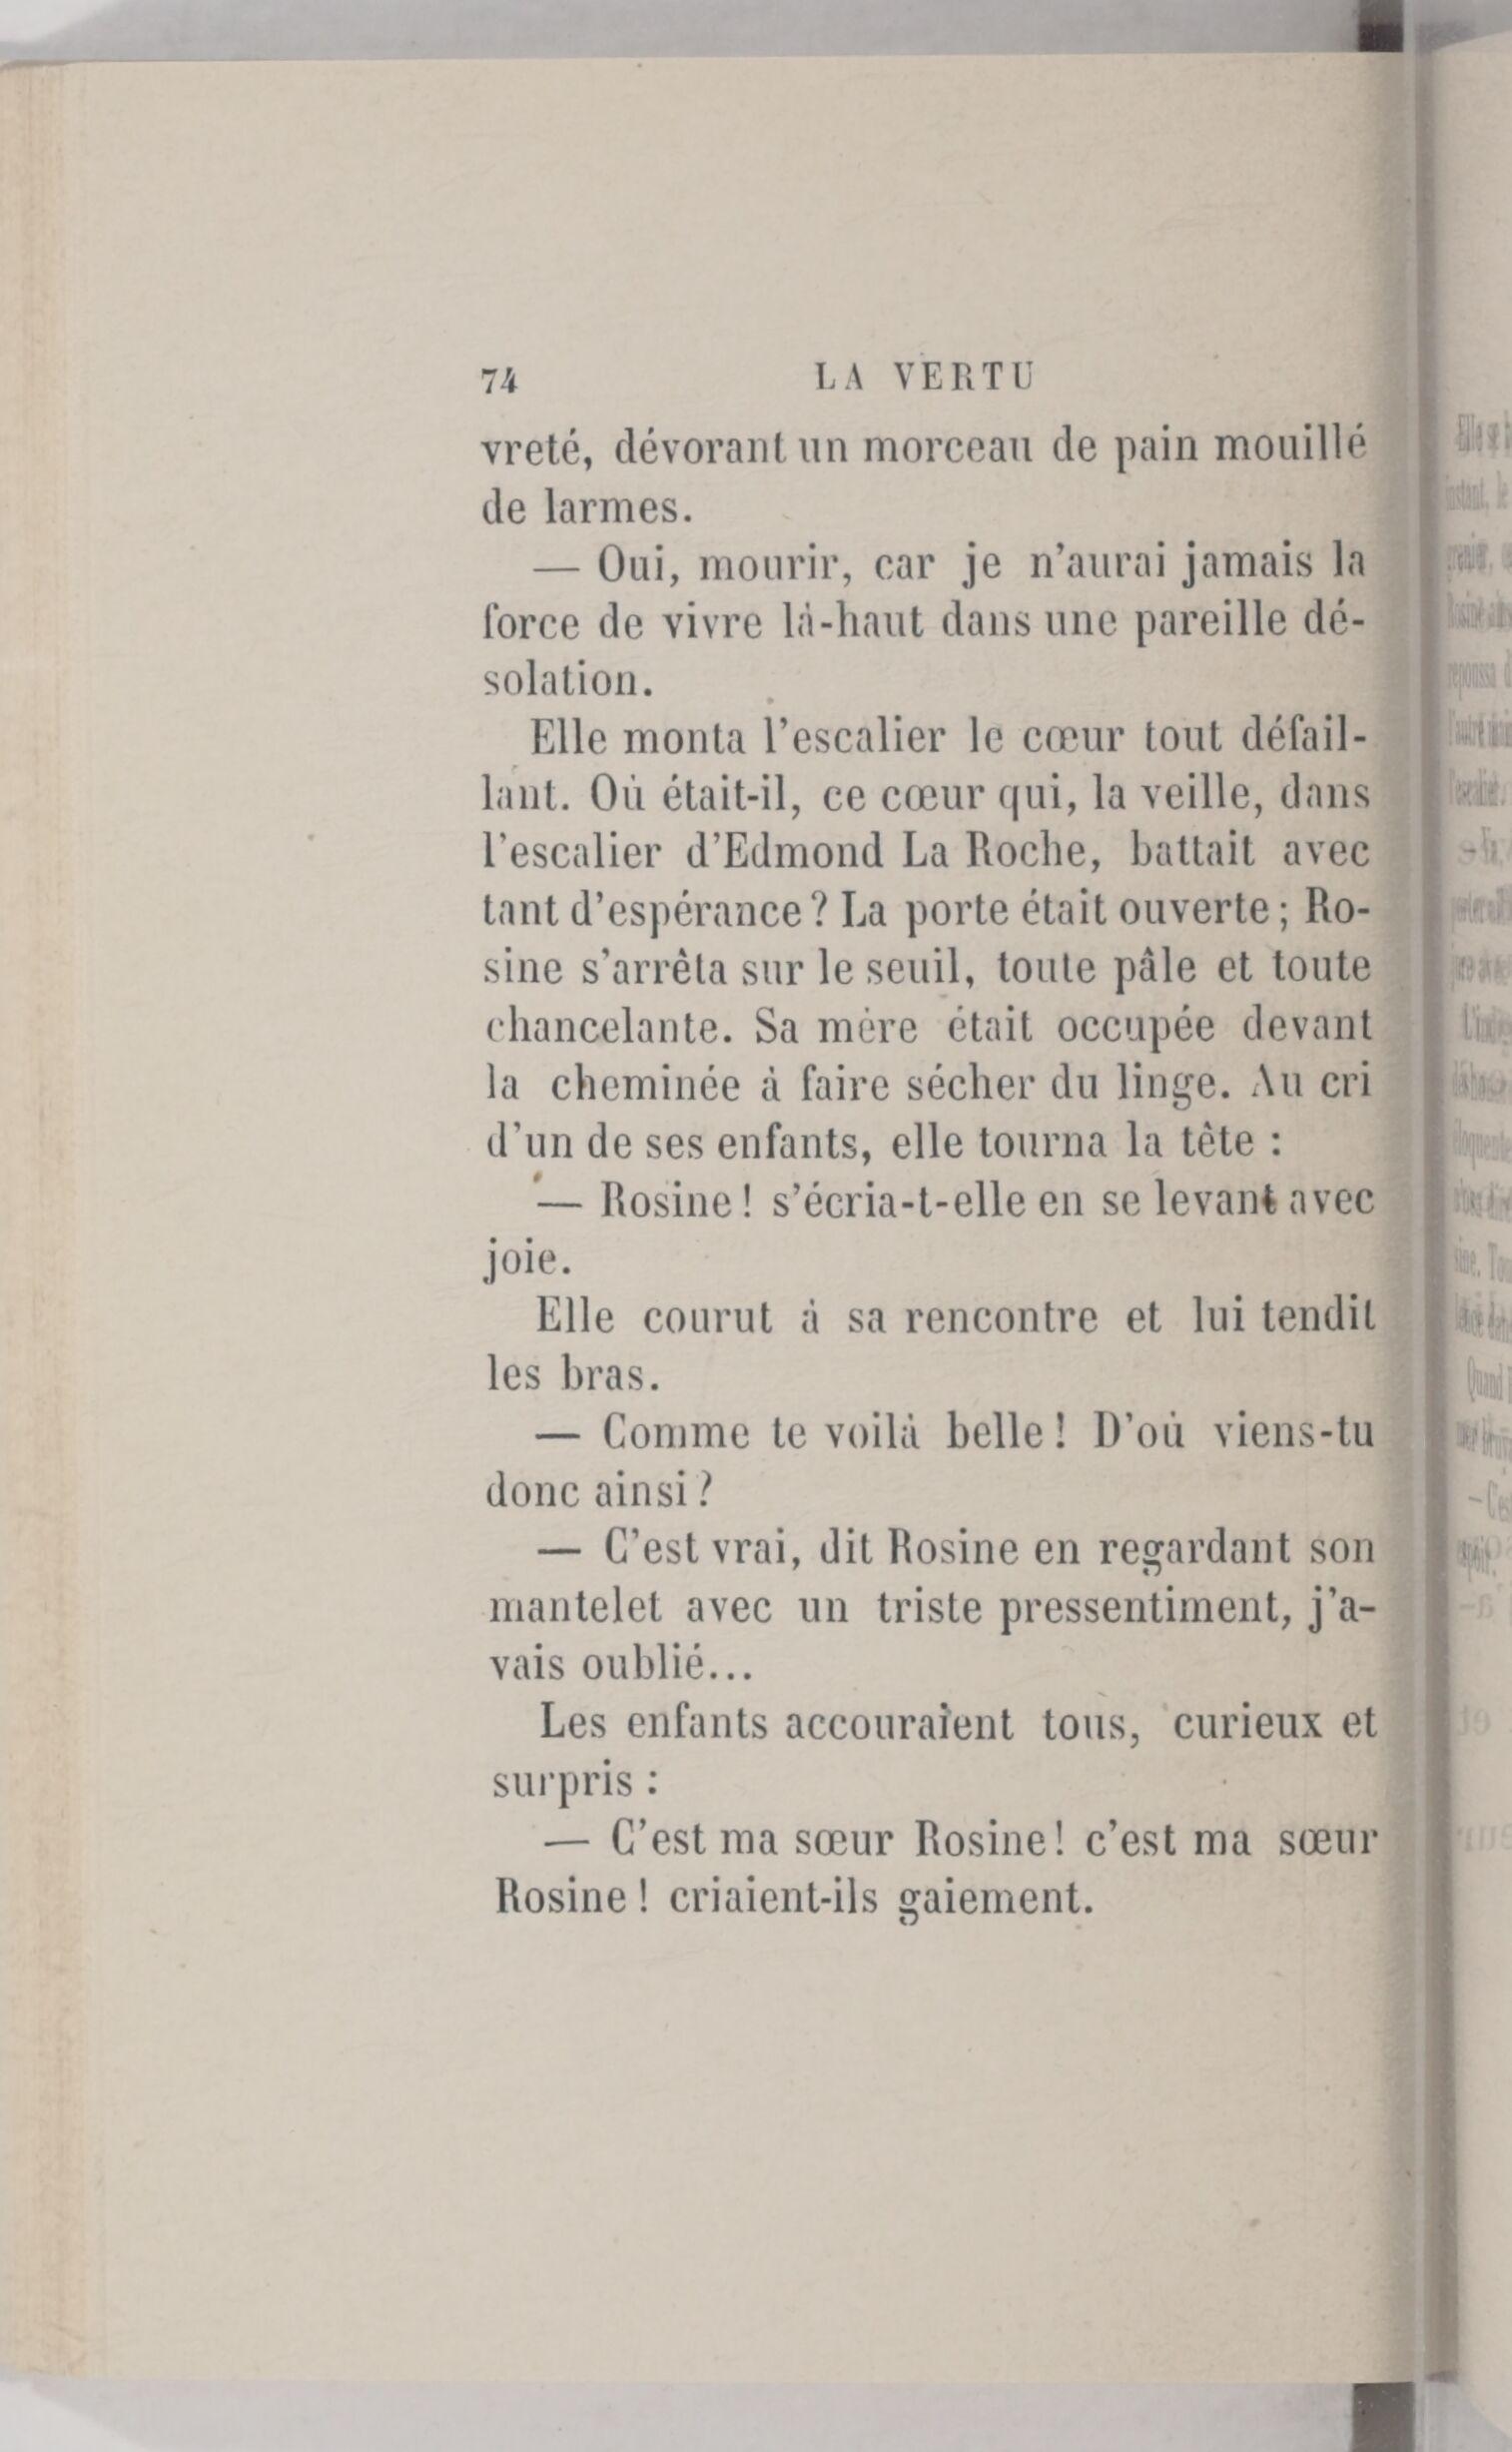 74 LA VERTU
vreté, dévorant un morceau de pain mouillé
de larmes.
— Oui, mourir, car je n'aurai jamais la
force de vivre là-haut dans une pareille dé-
solation.
Elle monta l'escalier le cœur tout défail-
lant. Où était-il, ce cœur qui, la veille, dans
l'escalier d'Edmond La Roche, battait avec
tant d'espérance ? La porte était ouverte ; Ro-
sine s'arrêta sur le seuil, toute pâle et toute
chancelante. Sa mère était occupée devant
la cheminée à faire sécher du linge. Au cri
d'un de ses enfants, elle tourna la tête :
— Rosine ! s'écria-t-elle en se levant avec
joie.
Elle courut à sa rencontre et lui tendit
les bras.
— Comme te voilà belle ! D'où viens-tu
donc ainsi ?
— C'est vrai, dit Rosine en regardant son
mantelet avec un triste pressentiment, j'a-
vais oublié...
Les enfants accouraient tous, curieux et
surpris :
— C'est ma sœur Rosine ! c'est ma sœur
Rosine ! criaient-ils gaiement.